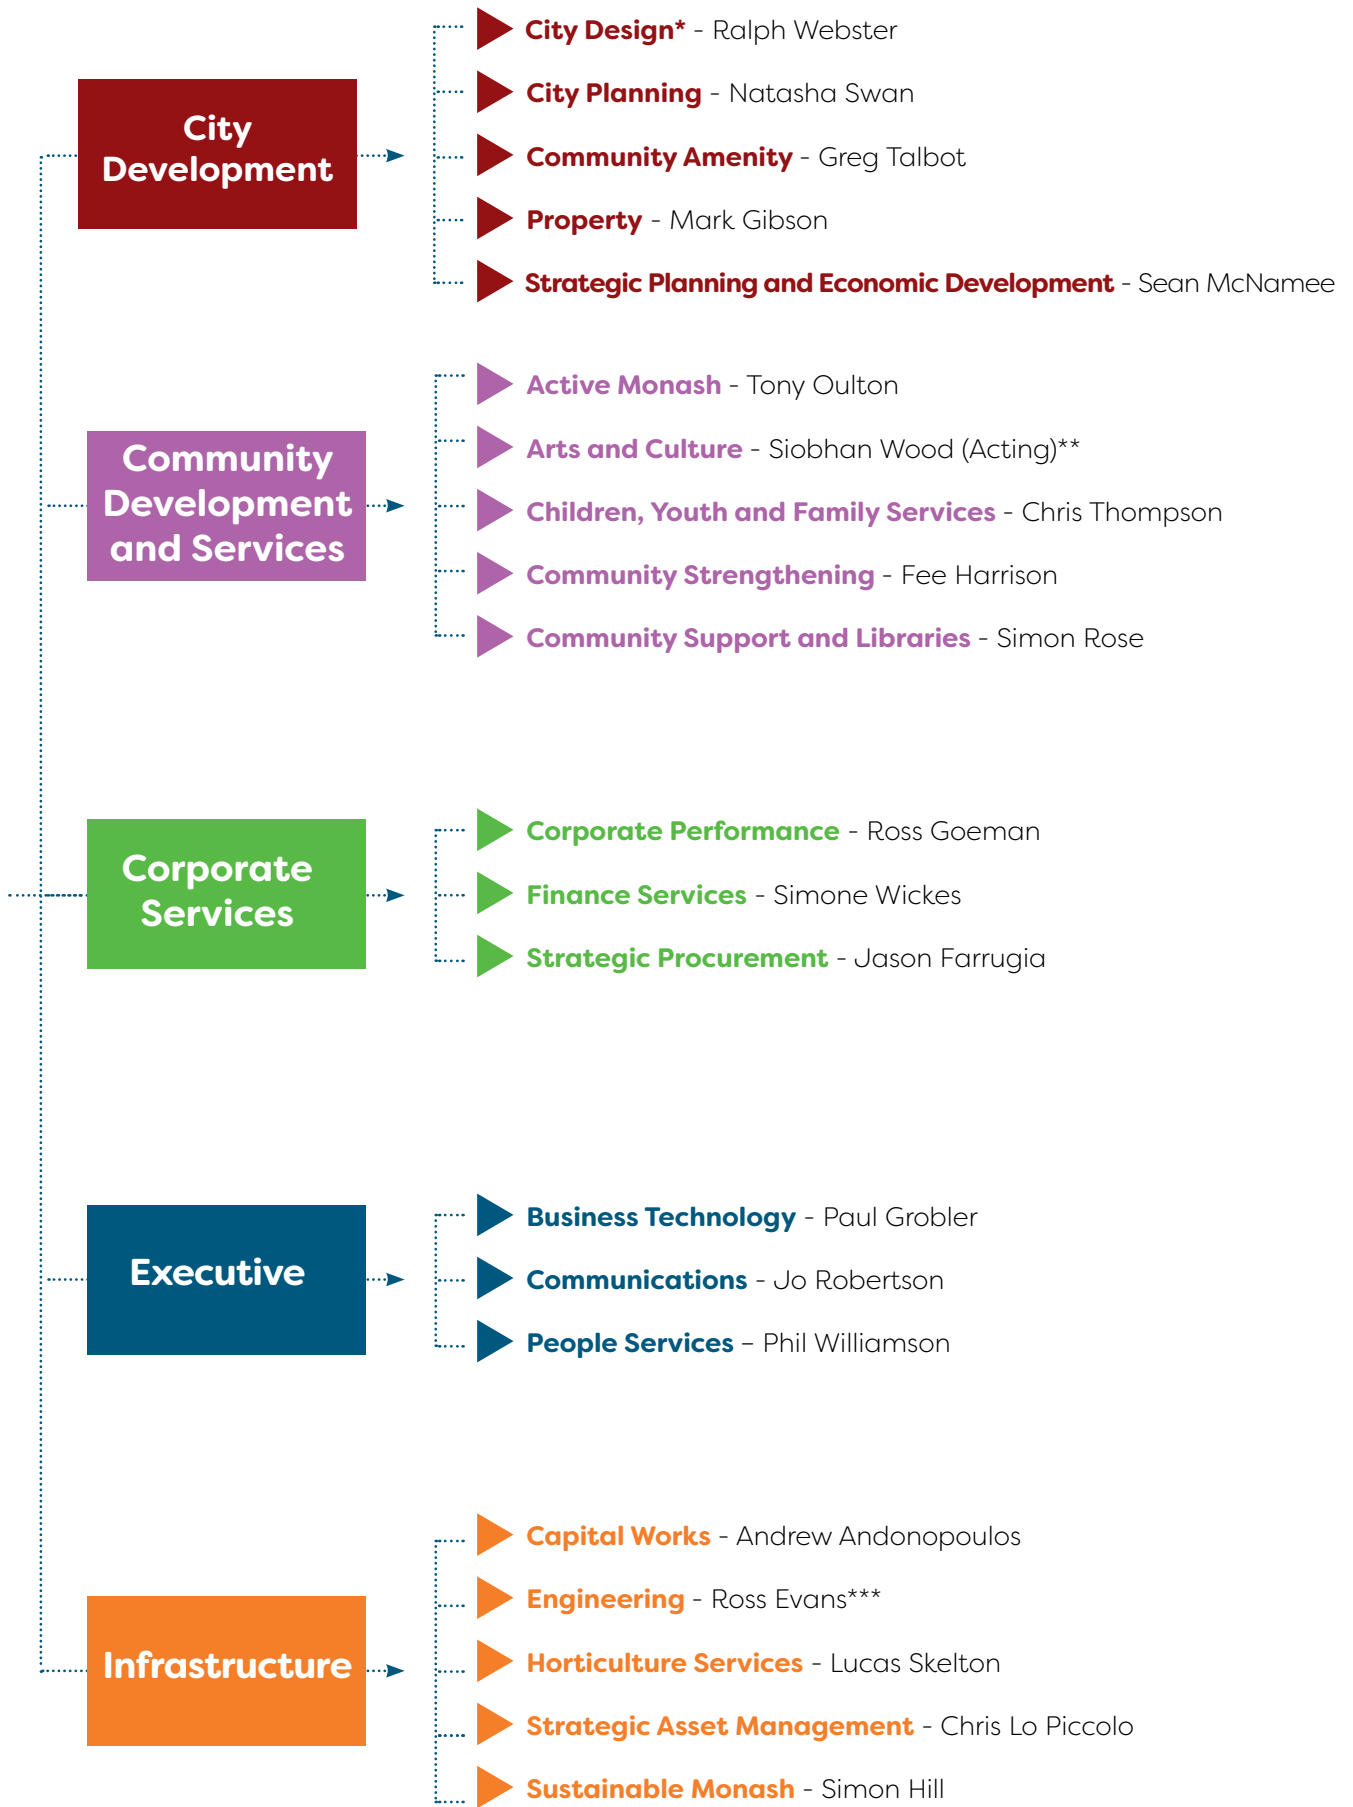 City
Development
City Design* - Ralph Webster
City Planning - Natasha Swan
Community Amenity - Greg Talbot
Property - Mark Gibson
Strategic Planning and Economic Development - Sean McNamee
Community
Development
and Services
Active Monash - Tony Oulton
Arts and Culture - Siobhan Wood (Acting)**
Children, Youth and Family Services - Chris Thompson
Community Strengthening - Fee Harrison
Community Support and Libraries - Simon Rose
Corporate
Services
Corporate Performance - Ross Goeman
Finance Services - Simone Wickes
Strategic Procurement - Jason Farrugia
Executive
Business Technology - Paul Grobler
Communications - Jo Robertson
People Services – Phil Williamson
Infrastructure
Capital Works - Andrew Andonopoulos
Engineering - Ross Evans***
Horticulture Services - Lucas Skelton
Strategic Asset Management - Chris Lo Piccolo
Sustainable Monash - Simon Hill